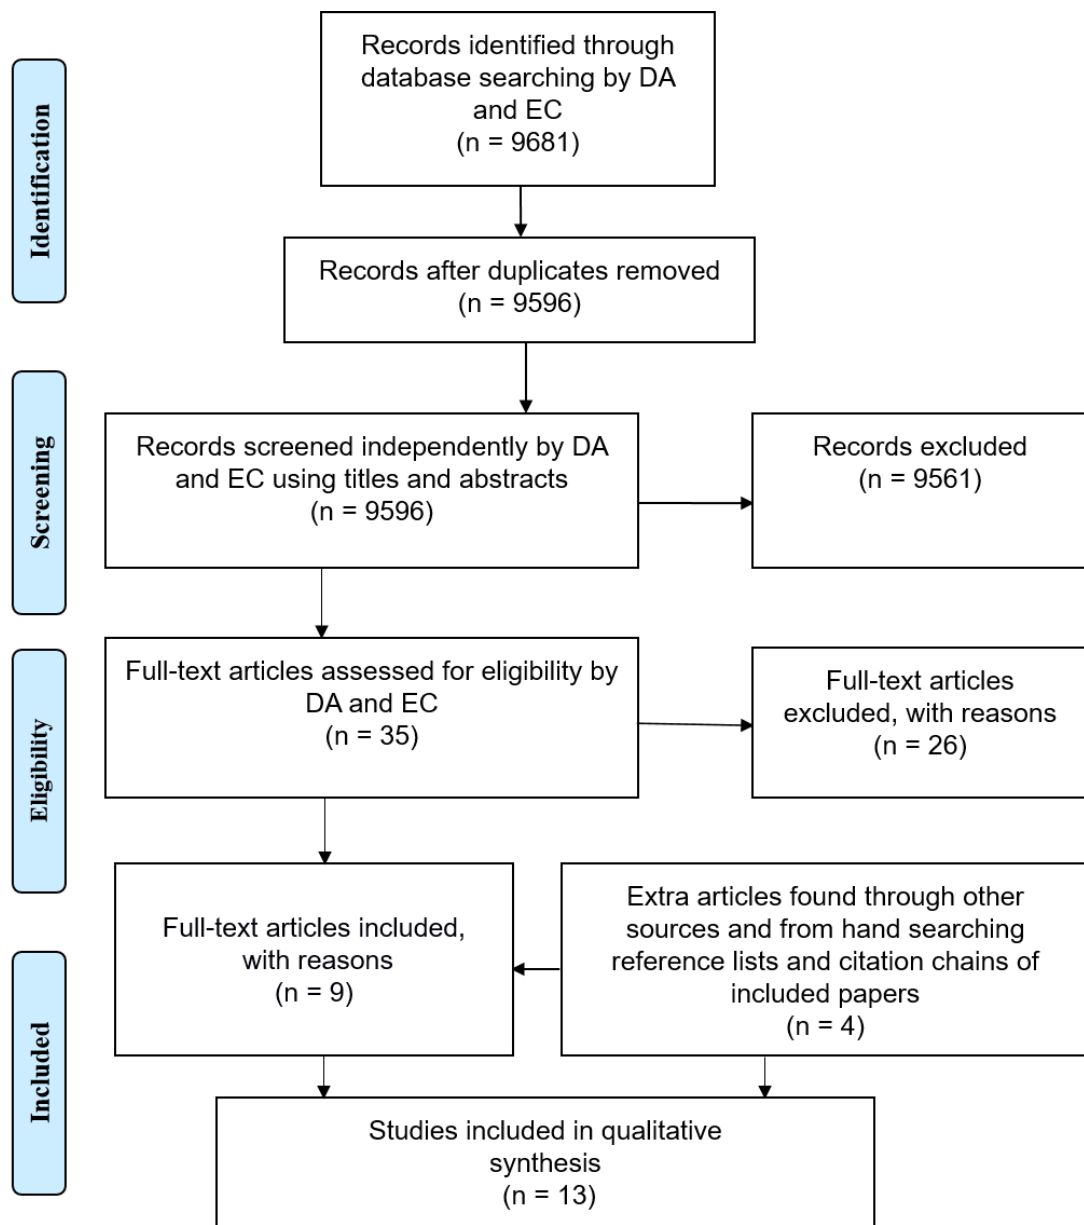 Identification
Records identified through
database searching by DA
and EC
(n = 9681)
Records after duplicates removed
(n = 9596)
Screening
Records screened independently by DA
and EC using titles and abstracts
(n = 9596)
Records excluded
(n = 9561)
Eligibility
Full-text articles assessed for eligibility by
DA and EC
(n = 35)
Full-text articles
excluded, with reasons
(n = 26)
Included
Full-text articles included,
with reasons
(n = 9)
Extra articles found through other
sources and from hand searching
reference lists and citation chains of
included papers
(n = 4)
Studies included in qualitative
synthesis
(n = 13)